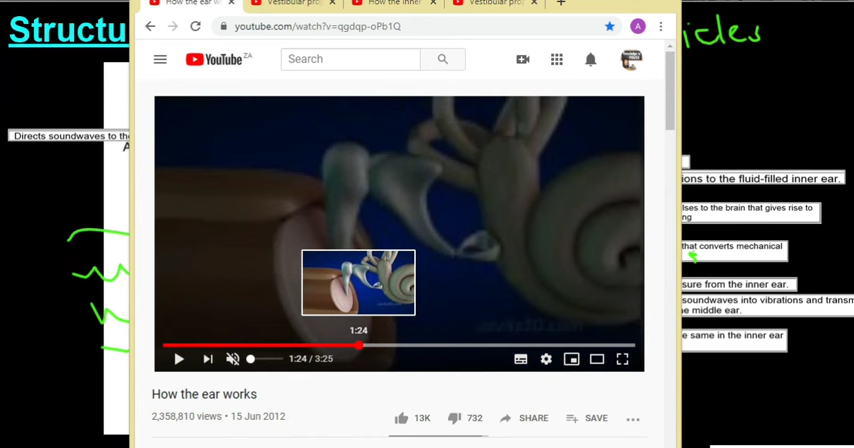 How the ear w
Vestibular pro
How the inner
Vestibular pro
youtube.com/watch?v=qgdqp-oPb1Q
A
Structu
icles
YouTube ZA
Search
Directs soundwaves to the
A
ions to the fluid-filled inner ear.
lses to the brain that gives rise to
ng
that converts mechanical
sure from the inner ear.
soundwaves into vibrations and transm
e middle ear.
e same in the inner ear
1:24
1:24 / 3:25
How the ear works
2,358,810 views • 15 Jun 2012
13K
732
SHARE
SAVE